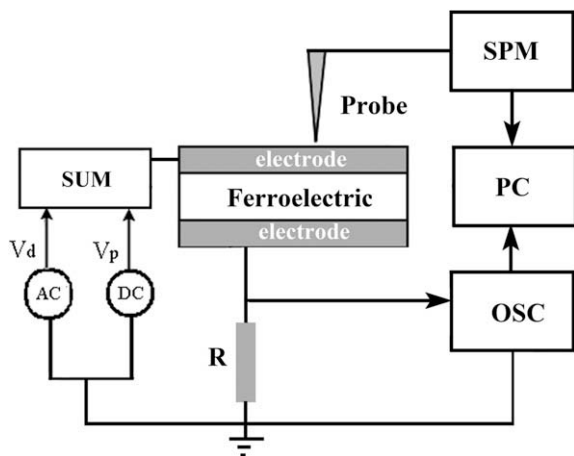 SPM
Probe
electrode
SUM
Ferroelectric
PC
electrode
Vd
Vp
AC
DC
OSC
R